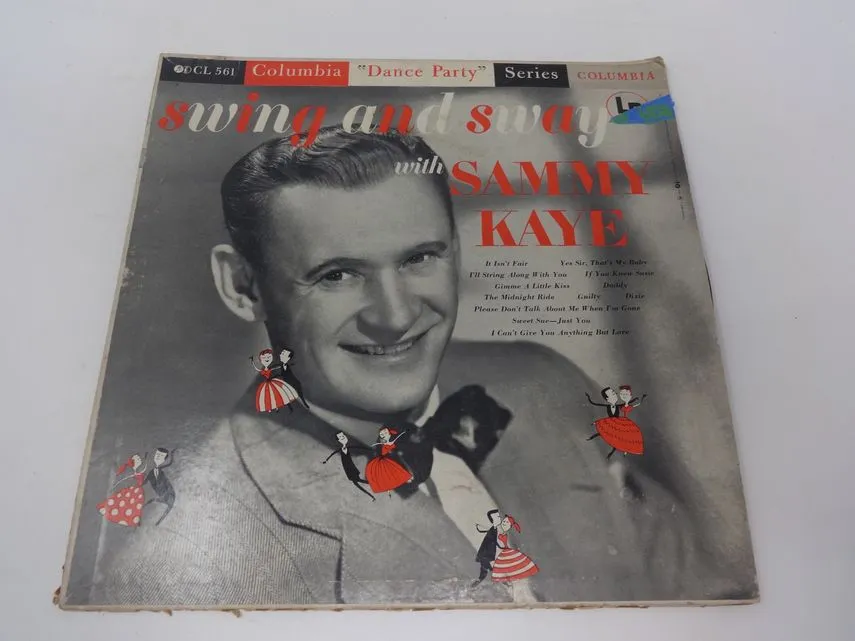 DCL 561 Columbia "Dance Party" Series COLUMBIA
swing and sway
with SAMMY
KAYE
It Isn't Fair Yes Sir, That's My Baby
I'll String Along With You If You Knew Susie
Gimme A Little Kiss Daddy
The Midnight Ride Guilty Dixie
Please Don't Talk About Me When I'm Gone
Sweet Sue—Just You
I Can't Give You Anything But Love